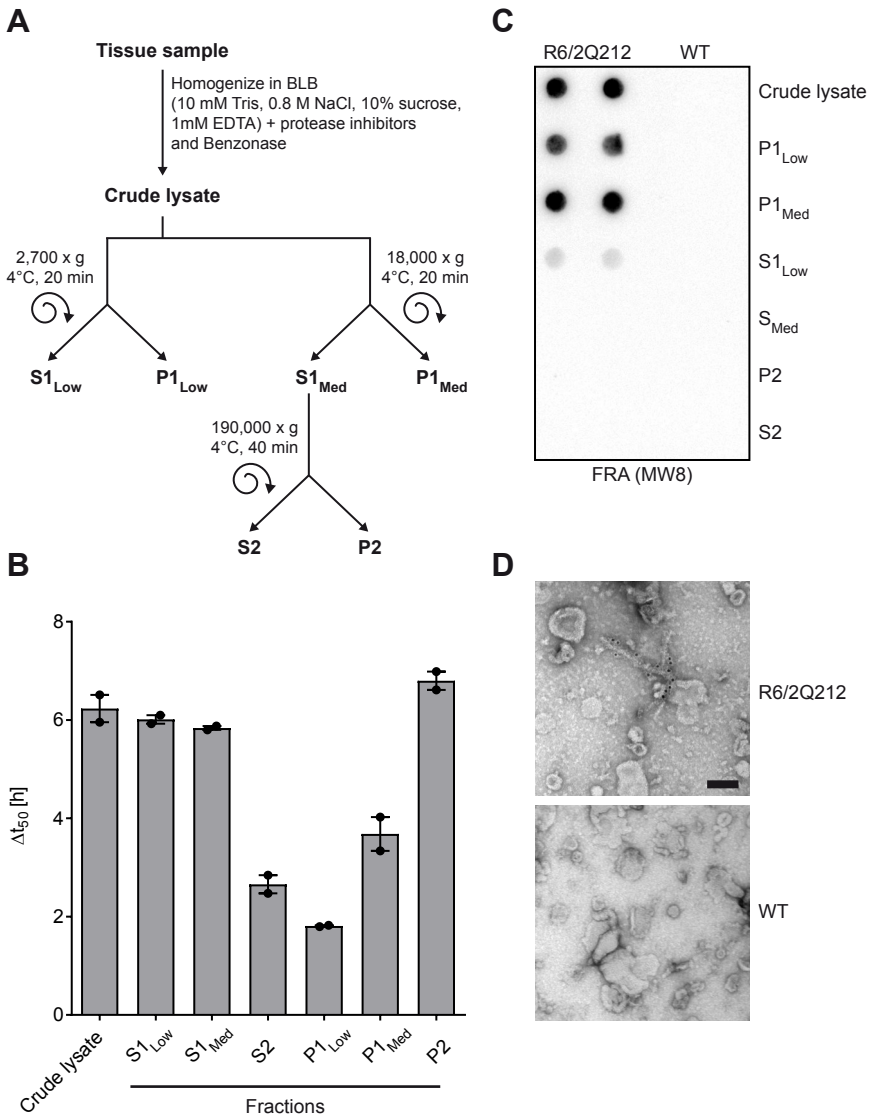 A
Tissue sample
Homogenize in BLB
(10 mM Tris, 0.8 M NaCl, 10% sucrose,
1mM EDTA) + protease inhibitors
and Benzonase
Crude lysate
2,700 x g
4°C, 20 min
18,000 x g
4°C, 20 min
S1Low
P1Low
S1Med
P1Med
190,000 x g
4°C, 40 min
S2
P2
B
Δt50 [h]
8
6
4
2
0
Crude lysate
S1Low
S1Med
S2
P1Low
P1Med
P2
Fractions
C
R6/2Q212
WT
Crude lysate
P1Low
P1Med
S1Low
SMed
P2
S2
FRA (MW8)
D
R6/2Q212
WT